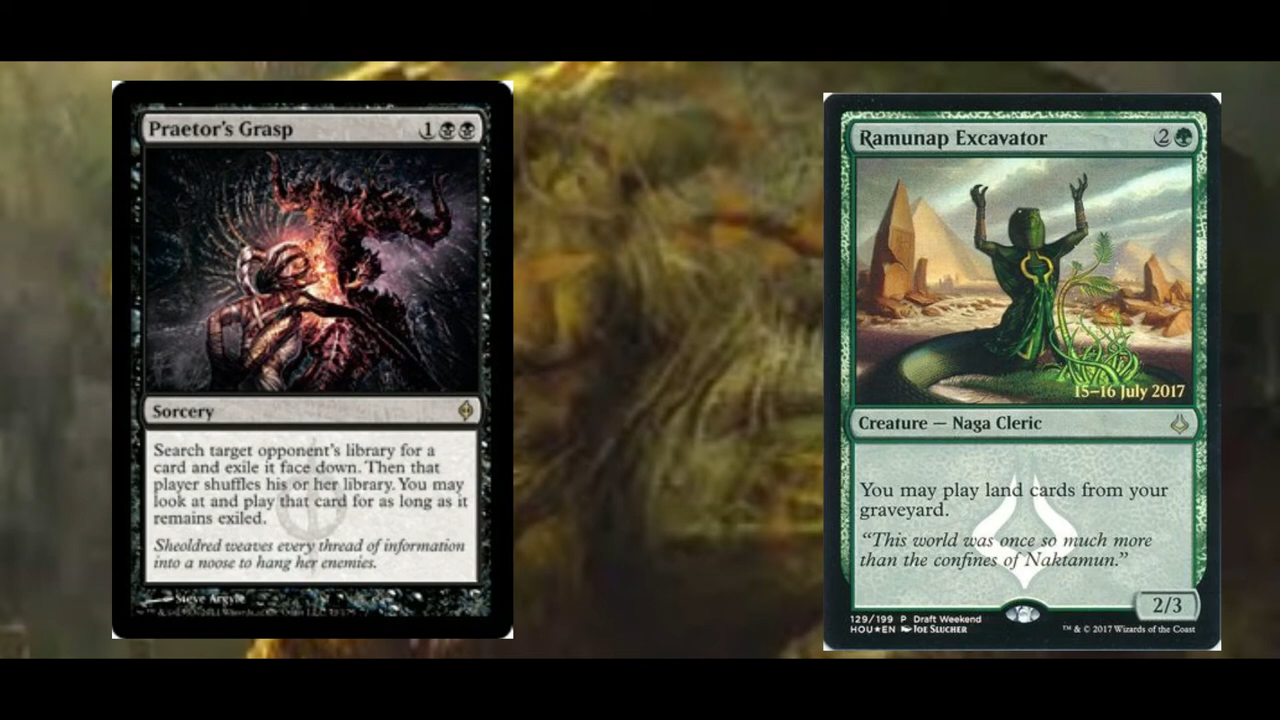 Praetor's Grasp
1
Sorcery
Search target opponent's library for a
card and exile it face down. Then that
player shuffles his or her library. You may
look at and play that card for as long as it
remains exiled.
Sheoldred weaves every thread of information
into a noose to hang her enemies.
Steve Argyle
Ramunap Excavator
2
15–16 July 2017
Creature — Naga Cleric
You may play land cards from your
graveyard.
“This world was once so much more
than the confines of Naktamun.”
2/3
129/199 P Draft Weekend
HOU★EN Joe Slucher
™ & © 2017 Wizards of the Coast